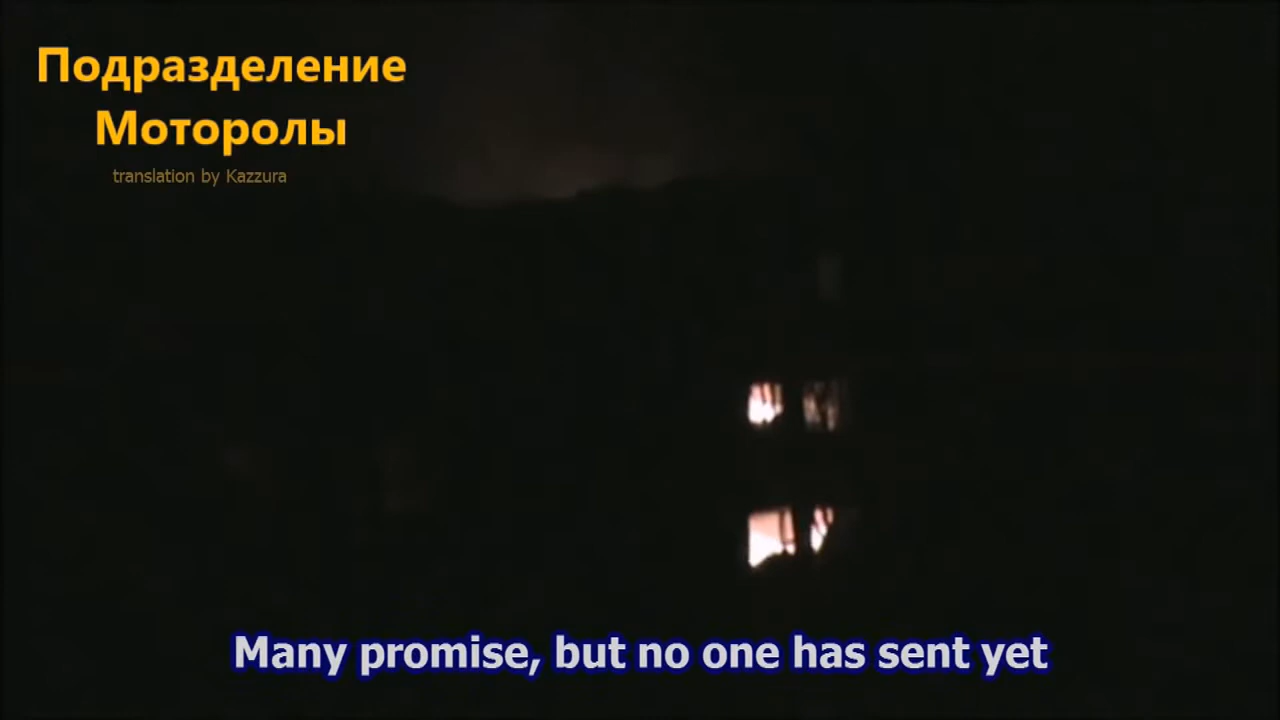 Подразделение
Моторолы
translation by Kazzura
Many promise, but no one has sent yet